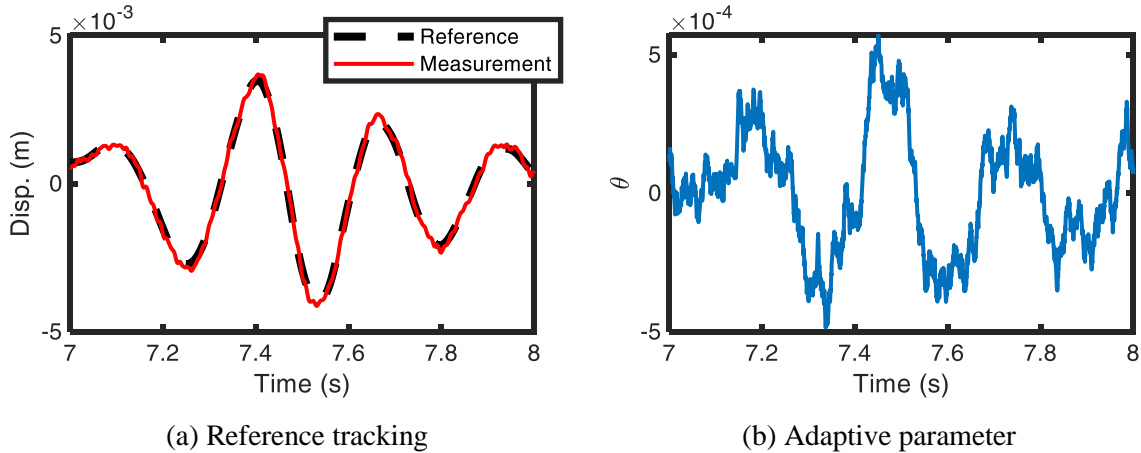 ×10⁻³
5
0
-5
Disp. (m)
7
7.2
7.4
7.6
7.8
8
Time (s)
Reference
Measurement
(a) Reference tracking
×10⁻⁴
5
0
-5
θ
7
7.2
7.4
7.6
7.8
8
Time (s)
(b) Adaptive parameter